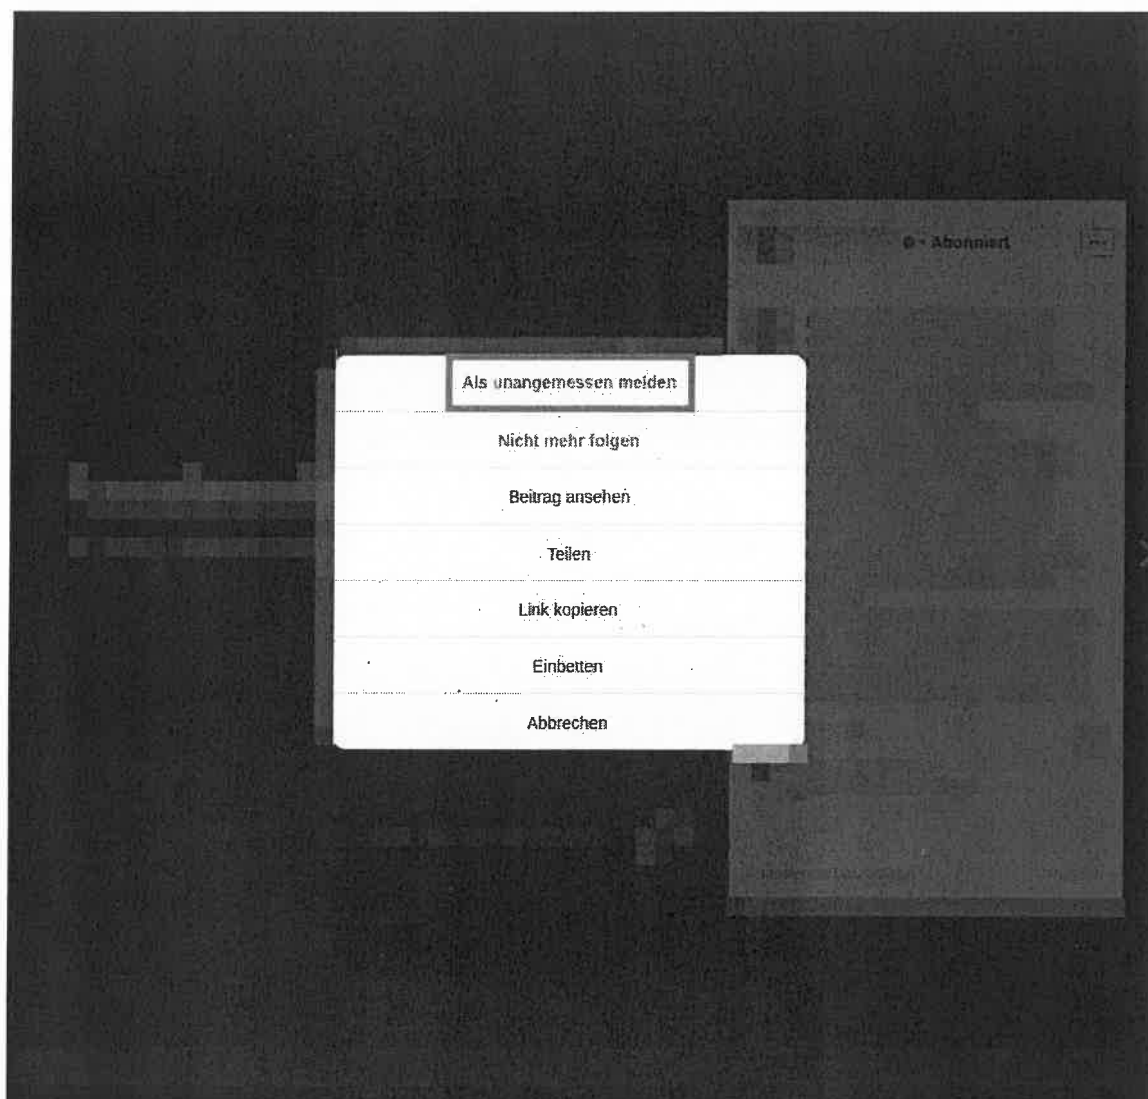 • Abonniert
Als unangemessen melden
Nicht mehr folgen
Beitrag ansehen
Teilen
Link kopieren
Einbetten
Abbrechen